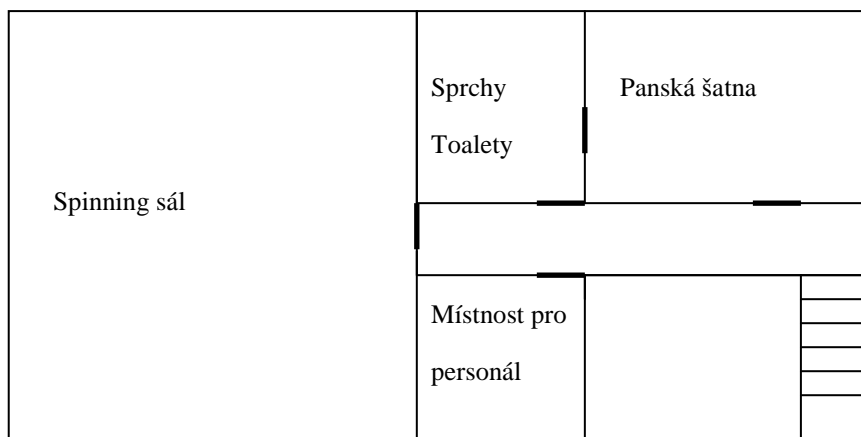 Sprchy
Toalety
Panská šatna
Spinning sál
Místnost pro
personál